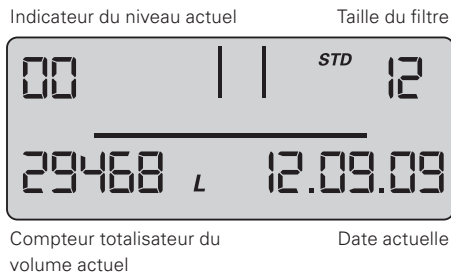 Indicateur du niveau actuel Taille du filtre
00 STD 12
29468 L 12.09.09
Compteur totalisateur du Date actuelle
volume actuel